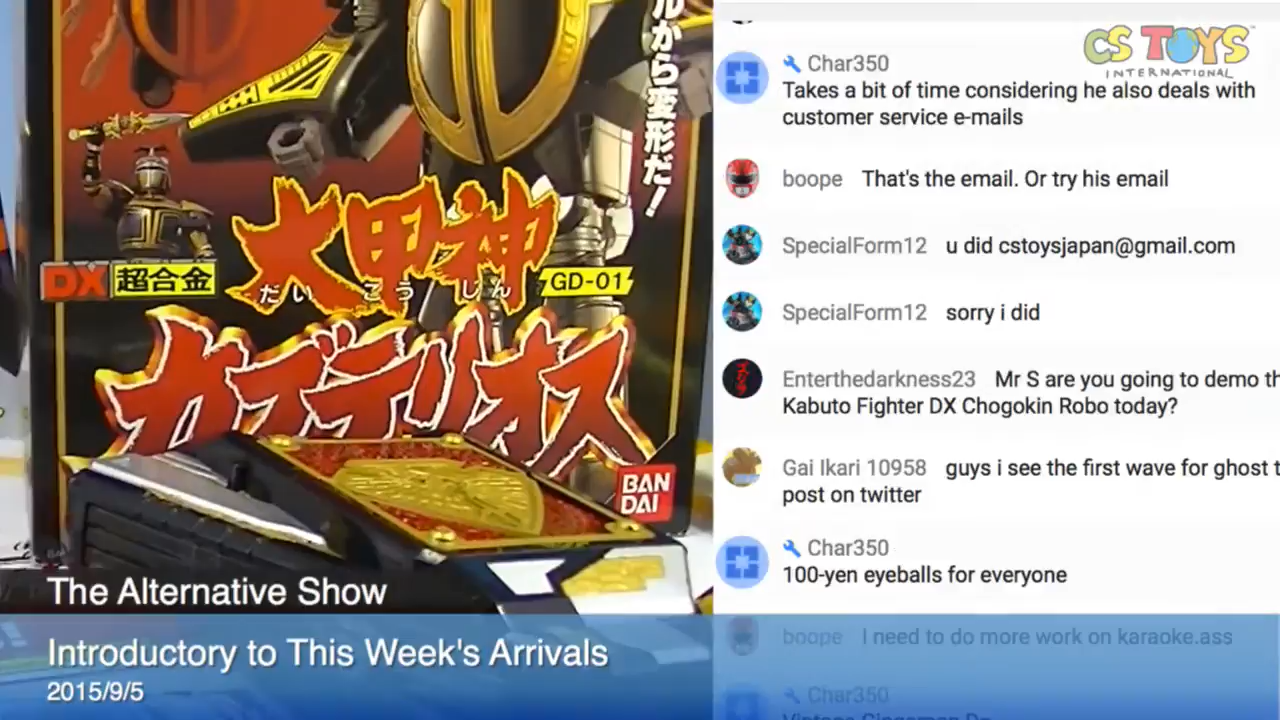 ルから変形だ!
DX 超合金
大甲神
だい こう しん
GD-01
カブテリオス
BAN
DAI
The Alternative Show
Introductory to This Week's Arrivals
2015/9/5
CS TOYS
INTERNATIONAL
Char350
Takes a bit of time considering he also deals with
customer service e-mails
boope That's the email. Or try his email
SpecialForm12 u did cstoysjapan@gmail.com
SpecialForm12 sorry i did
Enterthedarkness23 Mr S are you going to demo th
Kabuto Fighter DX Chogokin Robo today?
Gai Ikari 10958 guys i see the first wave for ghost t
post on twitter
Char350
100-yen eyeballs for everyone
boope I need to do more work on karaoke.ass
Char350